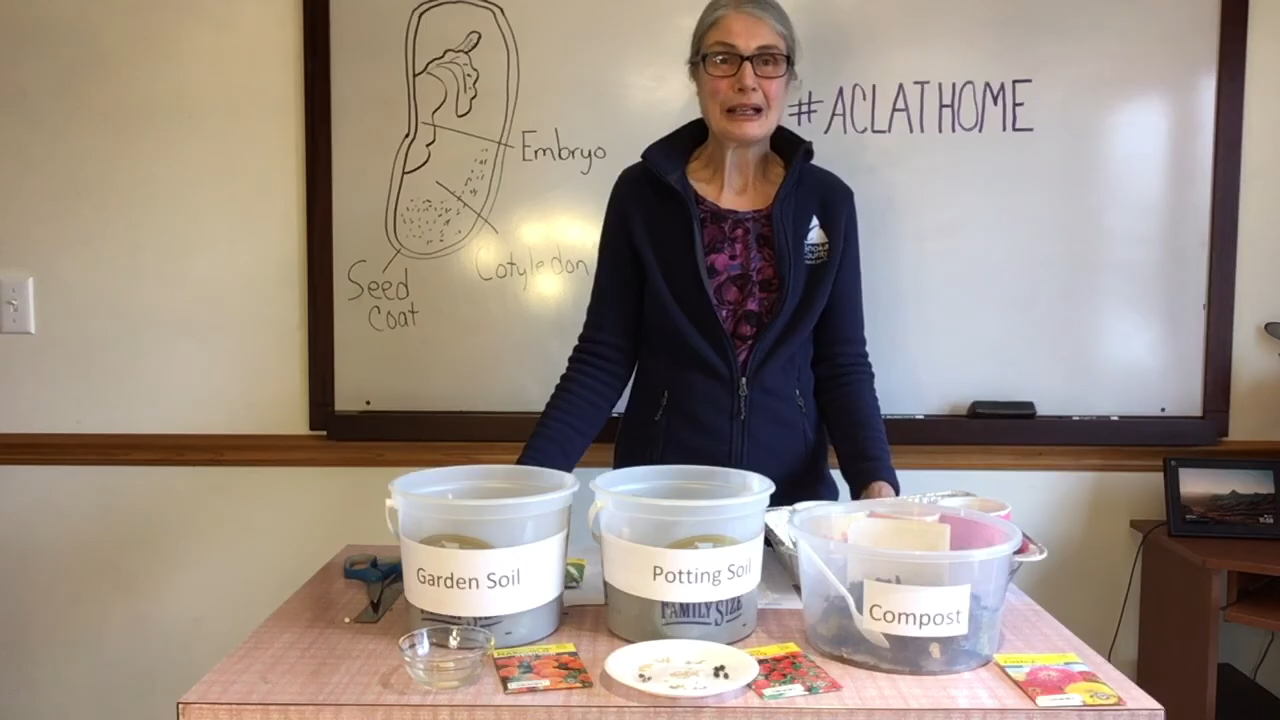 #ACLATHOME
Embryo
Cotyledon
Seed
Coat
Garden Soil
Potting Soil
FAMILY SIZE
Compost